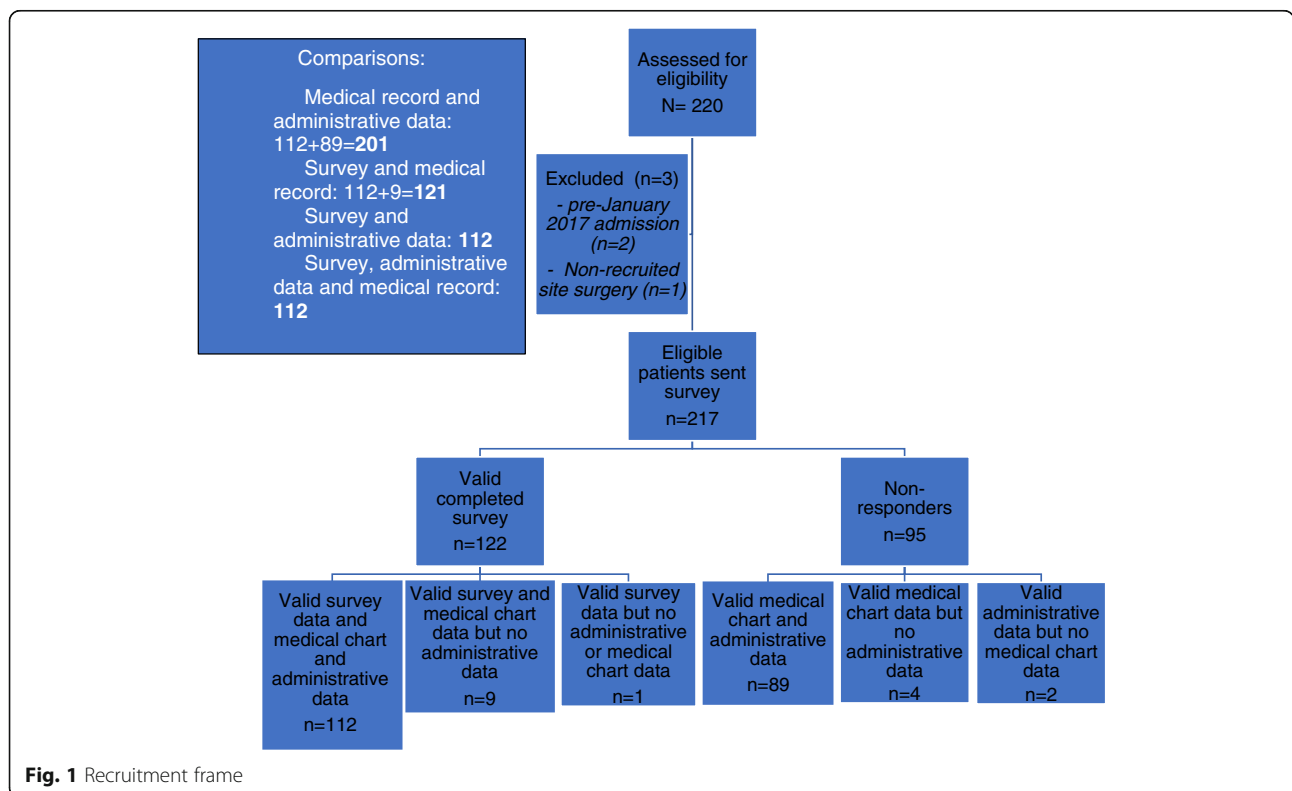 Comparisons:
Medical record and
administrative data:
112+89=201
Survey and medical
record: 112+9=121
Survey and
administrative data: 112
Survey, administrative
data and medical record:
112
Assessed for
eligibility
N= 220
Excluded (n=3)
- pre-January
2017 admission
(n=2)
- Non-recruited
site surgery (n=1)
Eligible
patients sent
survey
n=217
Valid
completed
survey
n=122
Non-
responders
n=95
Valid survey
data and
medical chart
and
administrative
data
n=112
Valid survey and
medical chart
data but no
administrative
data
n=9
Valid survey
data but no
administrative
or medical
chart data
n=1
Valid medical
chart and
administrative
data
n=89
Valid medical
chart data but
no
administrative
data
n=4
Valid
administrative
data but no
medical chart
data
n=2
Fig. 1 Recruitment frame